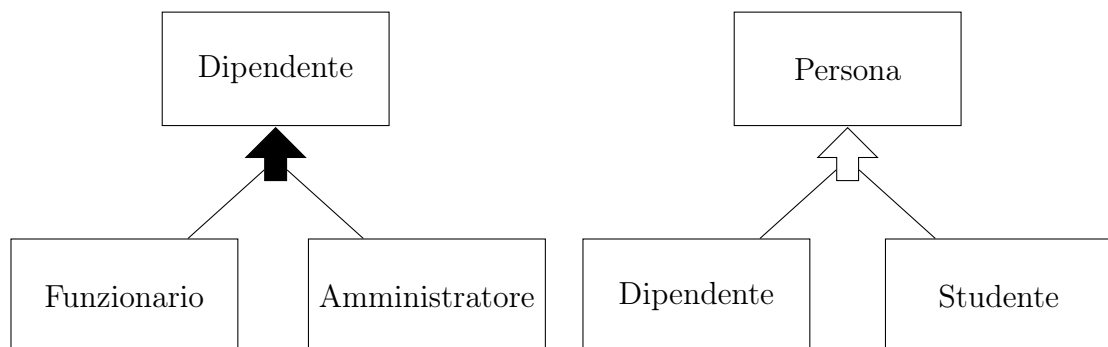 Dipendente
Persona
Funzionario
Amministratore
Dipendente
Studente